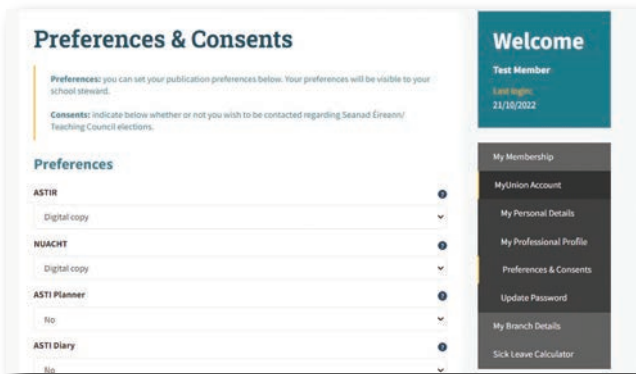 Preferences & Consents
Preferences: you can set your publication preferences below. Your preferences will be visible to your
school steward.
Consents: indicate below whether or not you wish to be contacted regarding Seanad Éireann/
Teaching Council elections.
Preferences
ASTIR
Digital copy
NUACHT
Digital copy
ASTI Planner
No
ASTI Diary
No
Welcome
Test Member
Last login:
21/10/2022
My Membership
MyUnion Account
My Personal Details
My Professional Profile
Preferences & Consents
Update Password
My Branch Details
Sick Leave Calculator